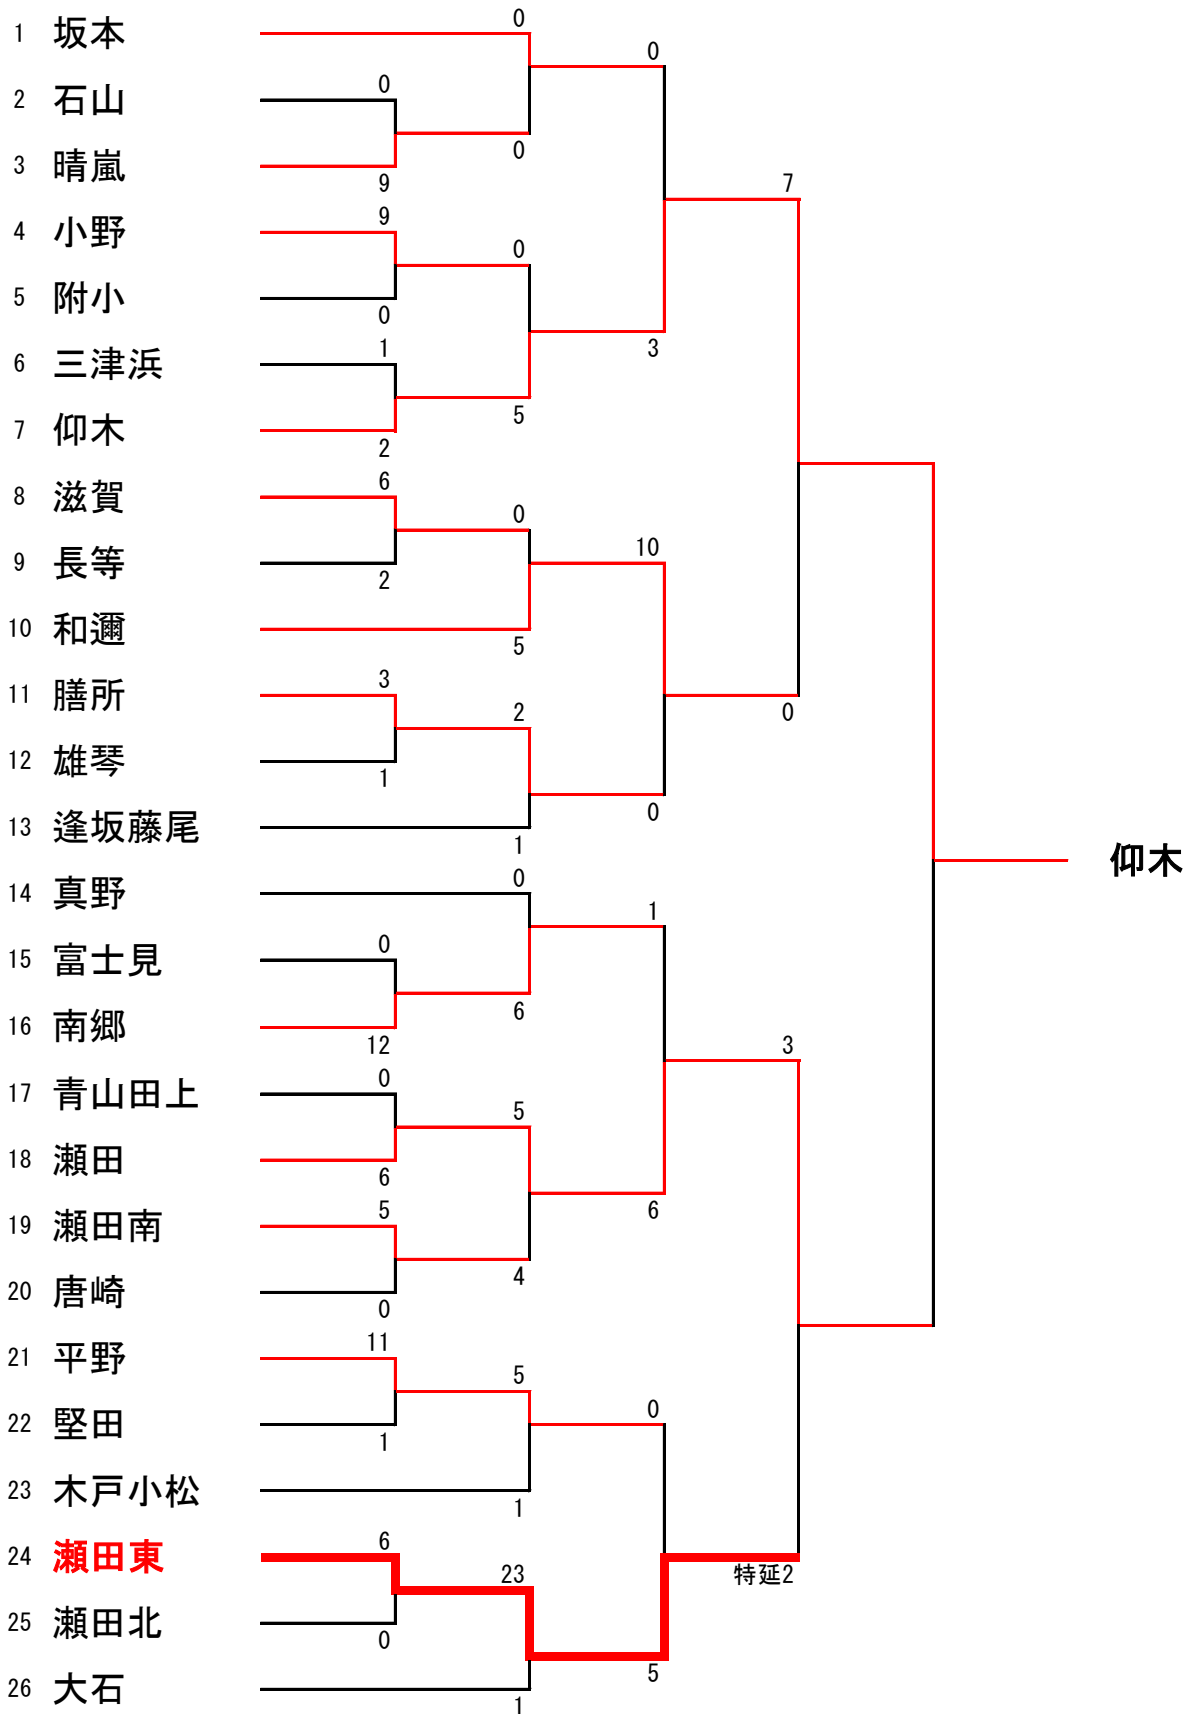 1 坂本
0
0
2 石山
0
3 晴嵐
0
9
7
4 小野
9
0
5 附小
0
6 三津浜
1
3
7 仰木
5
2
8 滋賀
6
0
9 長等
10
2
10 和邇
5
11 膳所
3
2
0
12 雄琴
1
13 逢坂藤尾
0
1
仰木
14 真野
0
1
15 富士見
0
16 南郷
6
12
3
17 青山田上
0
5
18 瀬田
6
19 瀬田南
5
6
20 唐崎
4
0
21 平野
11
5
22 堅田
0
1
23 木戸小松
1
24 瀬田東
6
23
特延2
25 瀬田北
0
26 大石
5
1